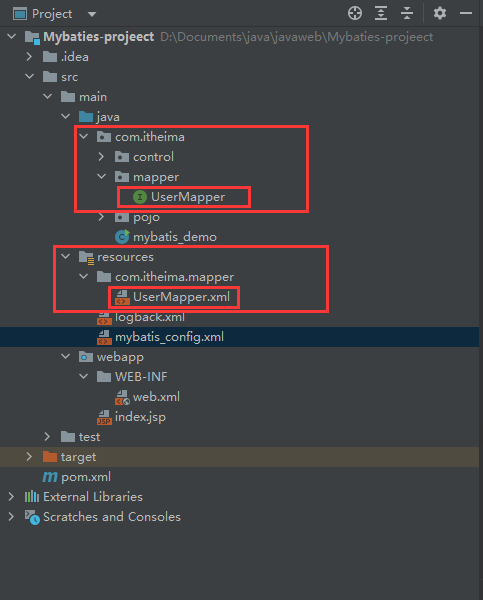 Project
Mybaties-projeect D:\Documents\java\javaweb\Mybaties-projeect
.idea
src
main
java
com.itheima
control
mapper
UserMapper
pojo
mybatis_demo
resources
com.itheima.mapper
UserMapper.xml
logback.xml
mybatis_config.xml
webapp
WEB-INF
web.xml
index.jsp
test
target
pom.xml
External Libraries
Scratches and Consoles